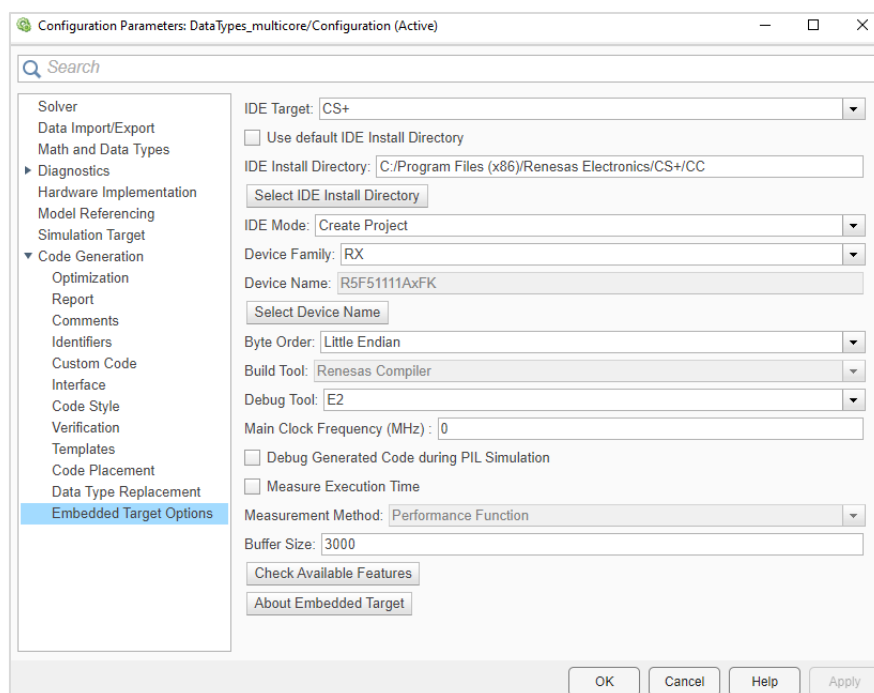 Configuration Parameters: DataTypes_multicore/Configuration (Active)
Search
Solver
Data Import/Export
Math and Data Types
Diagnostics
Hardware Implementation
Model Referencing
Simulation Target
Code Generation
Optimization
Report
Comments
Identifiers
Custom Code
Interface
Code Style
Verification
Templates
Code Placement
Data Type Replacement
Embedded Target Options
IDE Target: CS+
Use default IDE Install Directory
IDE Install Directory: C:/Program Files (x86)/Renesas Electronics/CS+/CC
Select IDE Install Directory
IDE Mode: Create Project
Device Family: RX
Device Name: R5F51111AxFK
Select Device Name
Byte Order: Little Endian
Build Tool: Renesas Compiler
Debug Tool: E2
Main Clock Frequency (MHz) : 0
Debug Generated Code during PIL Simulation
Measure Execution Time
Measurement Method: Performance Function
Buffer Size: 3000
Check Available Features
About Embedded Target
OK Cancel Help Apply